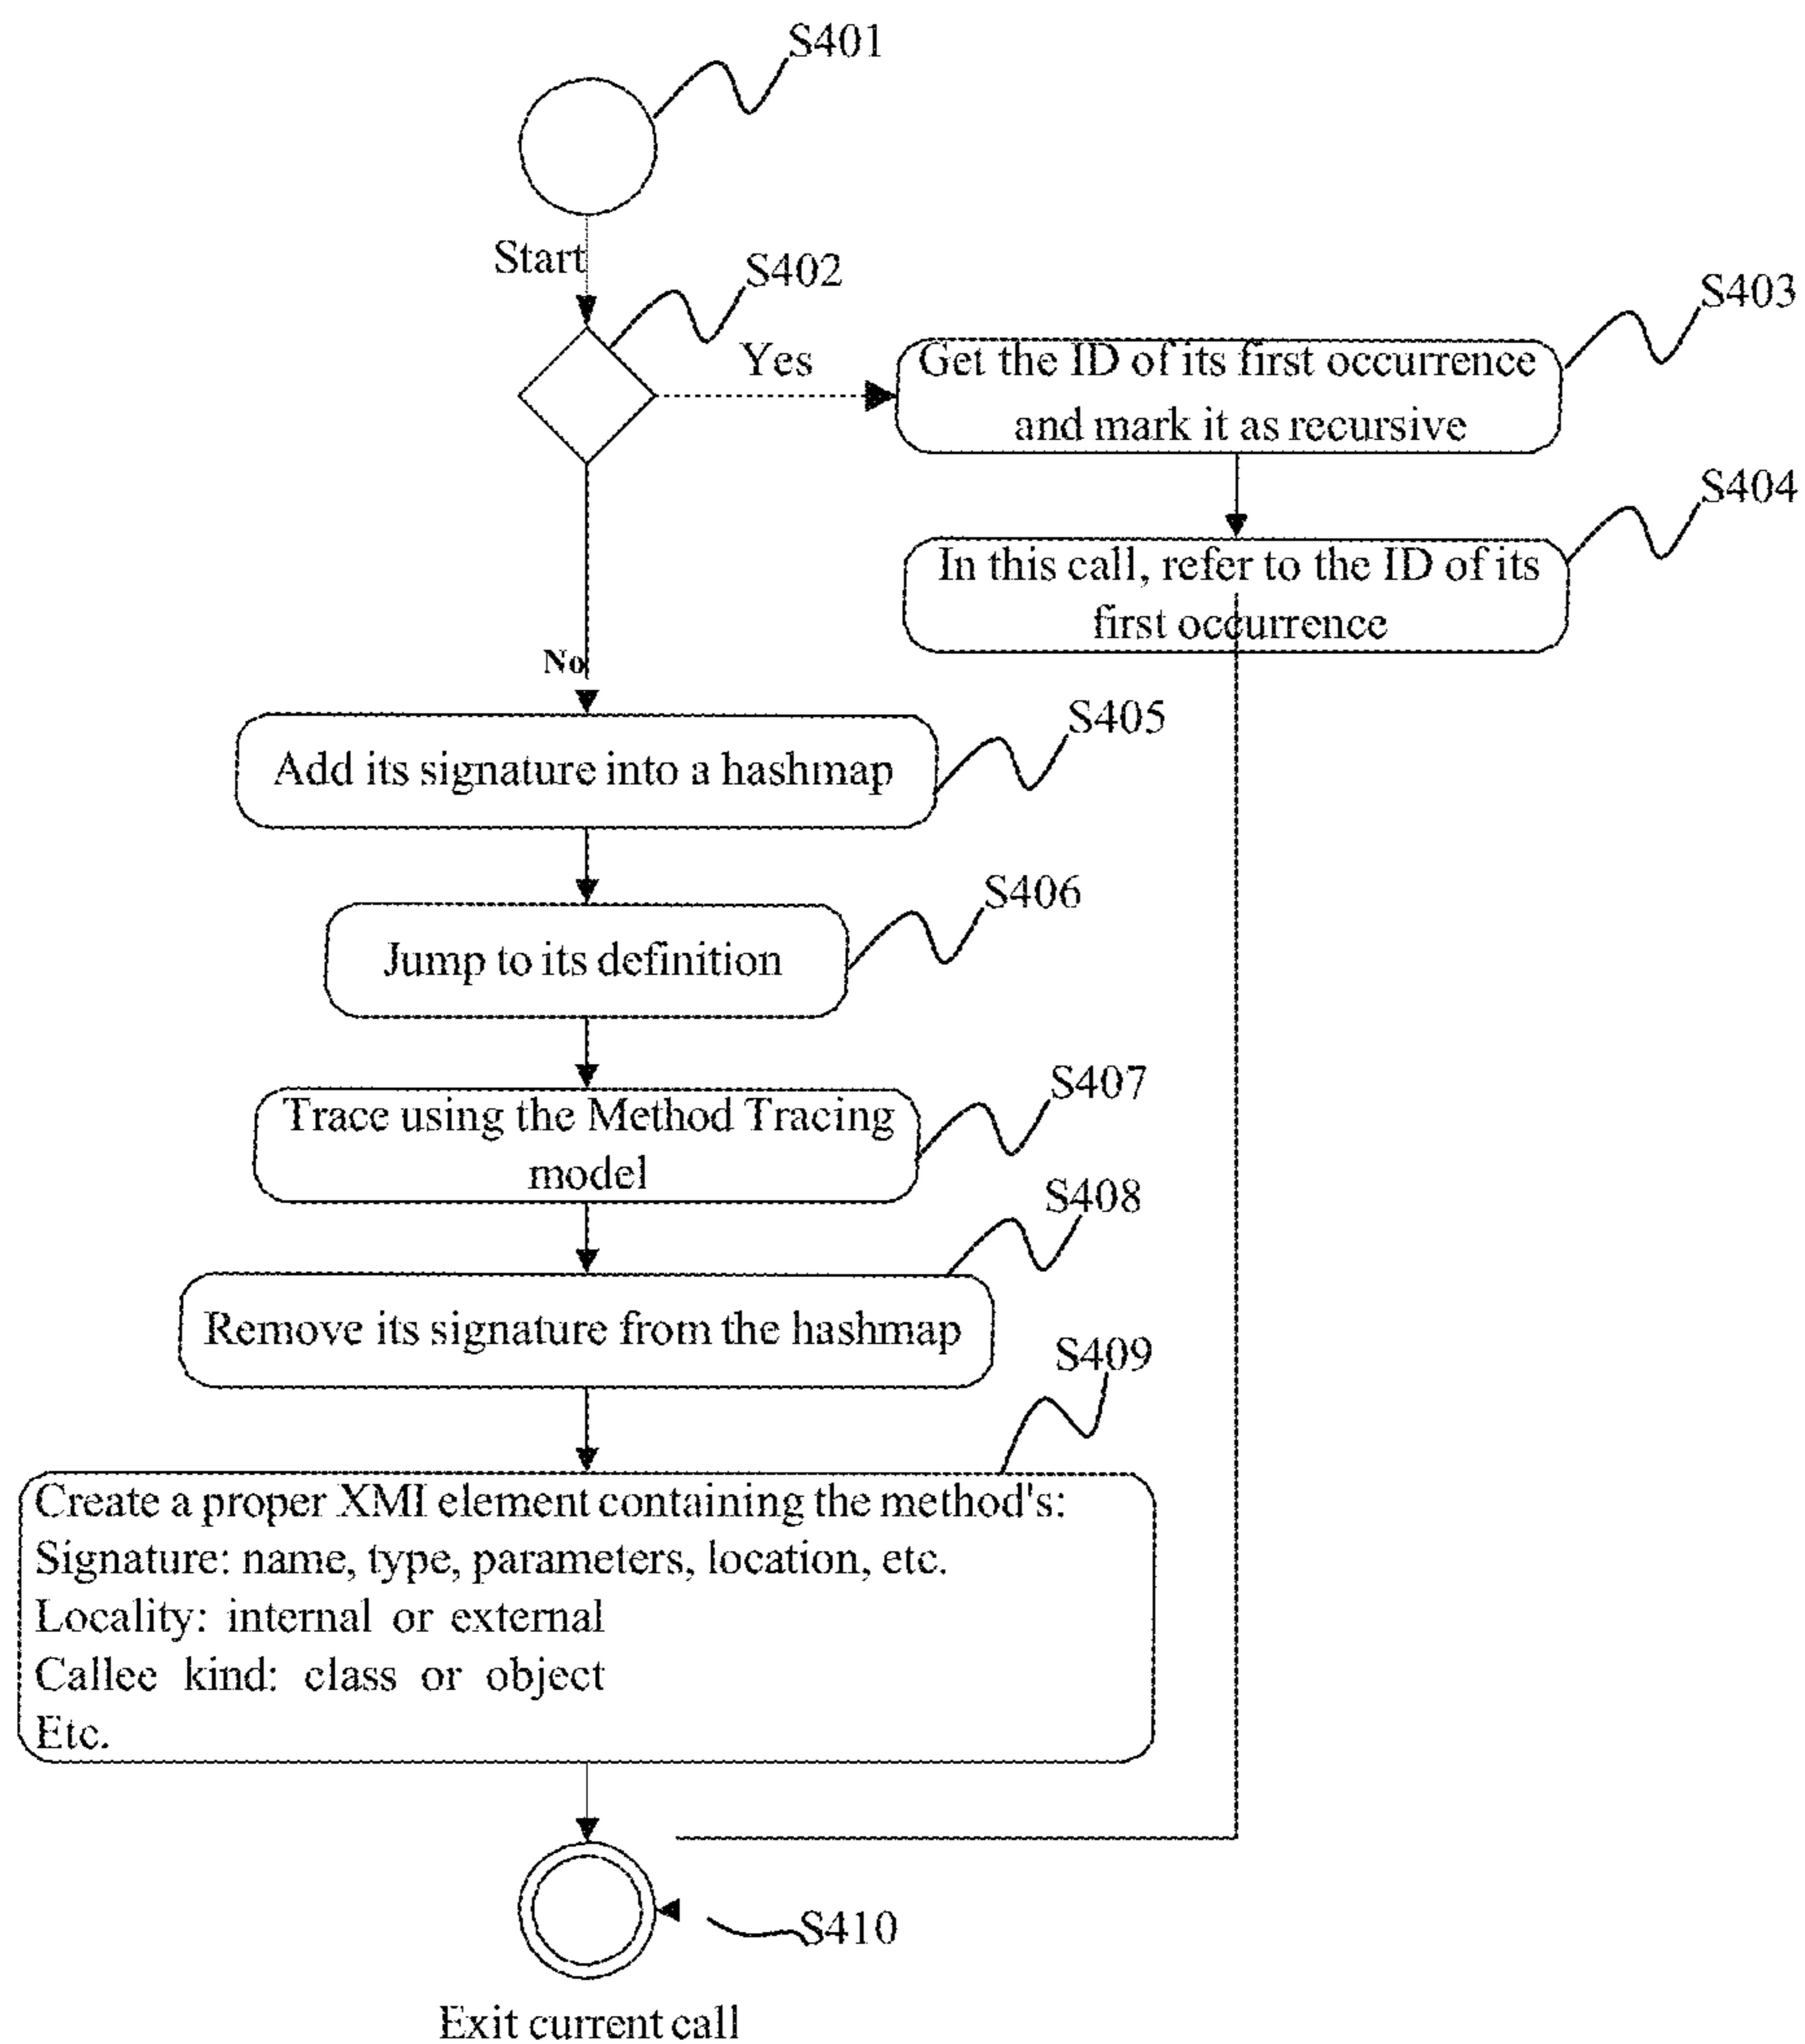 S401
Start
S402
Yes
S403
Get the ID of its first occurrence
and mark it as recursive
S404
In this call, refer to the ID of its
first occurrence
No
S405
Add its signature into a hashmap
S406
Jump to its definition
S407
Trace using the Method Tracing
model
S408
Remove its signature from the hashmap
S409
Create a proper XMI element containing the method's:
Signature: name, type, parameters, location, etc.
Locality: internal or external
Callee kind: class or object
Etc.
S410
Exit current call